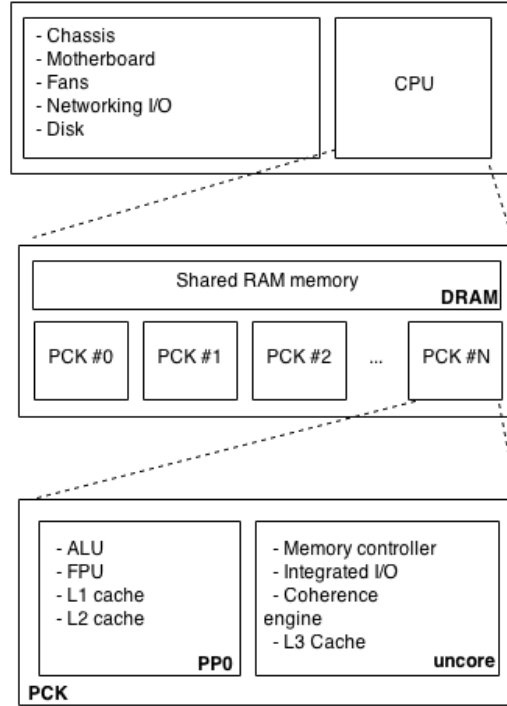 - Chassis
- Motherboard
- Fans
- Networking I/O
- Disk
CPU
Shared RAM memory
DRAM
PCK #0
PCK #1
PCK #2
...
PCK #N
- ALU
- FPU
- L1 cache
- L2 cache
PP0
- Memory controller
- Integrated I/O
- Coherence
engine
- L3 Cache
uncore
PCK